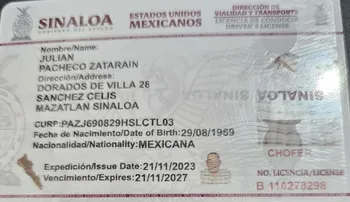 SINALOA
ESTADOS UNIDOS
MEXICANOS
DIRECCIÓN DE
VIALIDAD Y TRANSPORTE
LICENCIA DE CONDUCIR
DRIVER'S LICENSE
Nombre/Name:
JULIAN
PACHECO ZATARAIN
Dirección/Address:
DORADOS DE VILLA 26
SANCHEZ CELIS
MAZATLAN SINALOA
SINALOA
CURP:PAZJ690829HSLCTL03
Fecha de Nacimiento/Date of Birth:29/08/1969
Nacionalidad/Nationality:MEXICANA
CHOFER
Expedición/Issue Date:21/11/2023
Vencimiento/Expires:21/11/2027
NO. LICENCIA/LICENSE
B 110273298